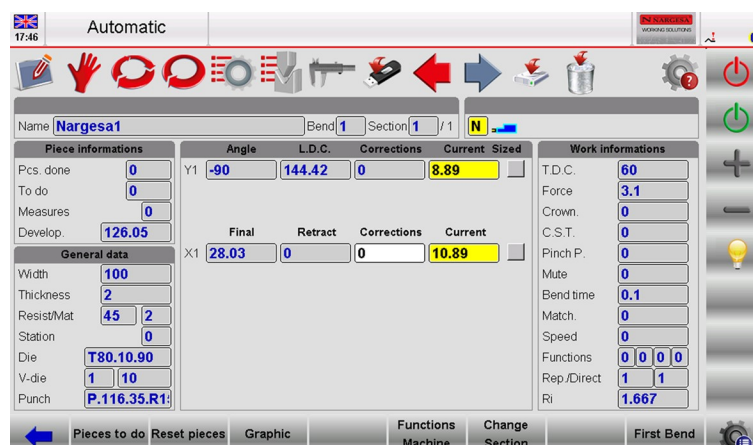 17:46 Automatic
N NARGESA
WORKING SOLUTIONS
Name Nargesa1 Bend 1 Section 1 / 1 N
Piece informations
Pcs. done 0
To do 0
Measures 0
Develop. 126.05
General data
Width 100
Thickness 2
Resist/Mat 45 2
Station 0
Die T80.10.90
V-die 1 10
Punch P.116.35.R1
Angle L.D.C. Corrections Current Sized
Y1 -90 144.42 0 8.89
Final Retract Corrections Current
X1 28.03 0 0 10.89
Work informations
T.D.C. 60
Force 3.1
Crown. 0
C.S.T. 0
Pinch P. 0
Mute 0
Bend time 0.1
Match. 0
Speed 0
Functions 0 0 0 0
Rep./Direct 1 1
Ri 1.667
Pieces to do Reset pieces Graphic Functions Machine Change Section First Bend